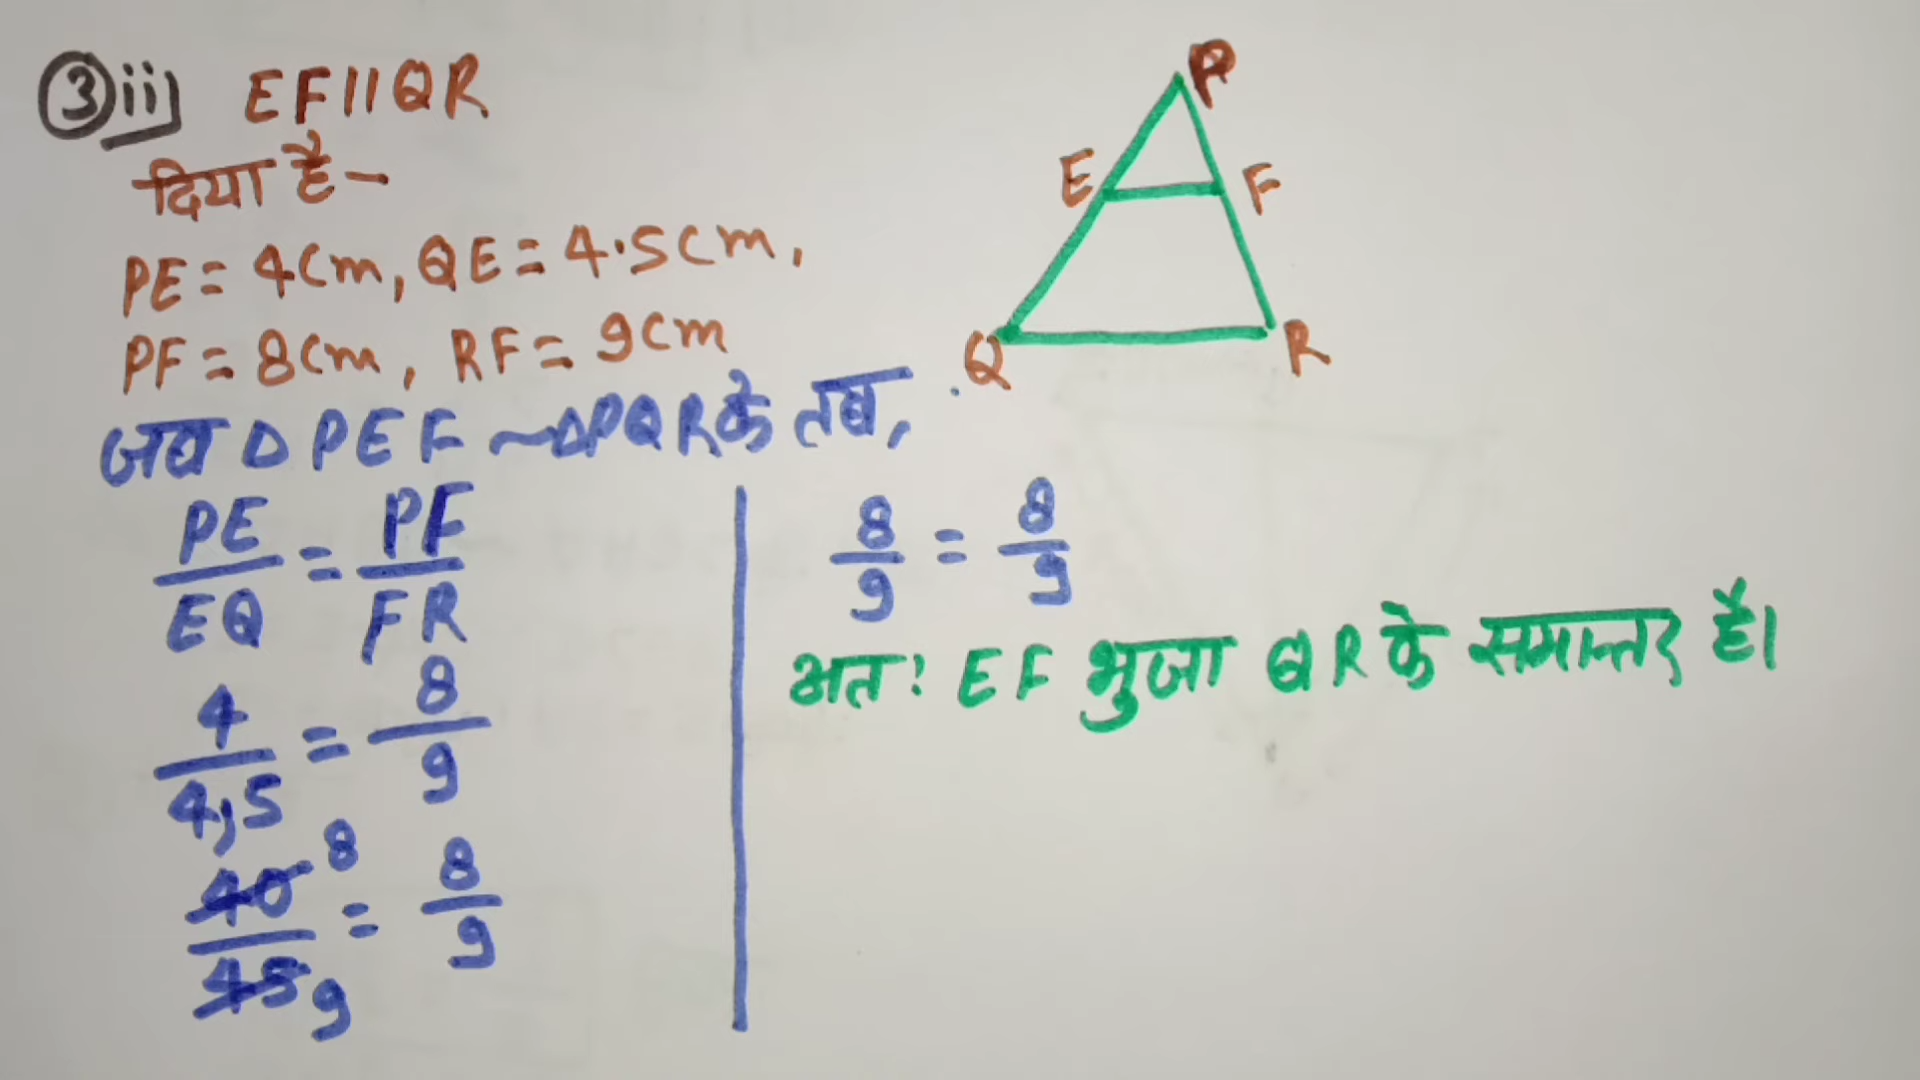 3 ii) EF||QR
दिया है-
PE = 4cm, QE = 4.5cm,
PF = 8cm, RF = 9cm
जब Δ PEF ~ΔPQR के तब,
PE/EQ = PF/FR
4/4,5 = 8/9
40/45 8/9 = 8/9
8/9 = 8/9
अत: EF भुजा QR के समान्तर है।
P
E F
Q R